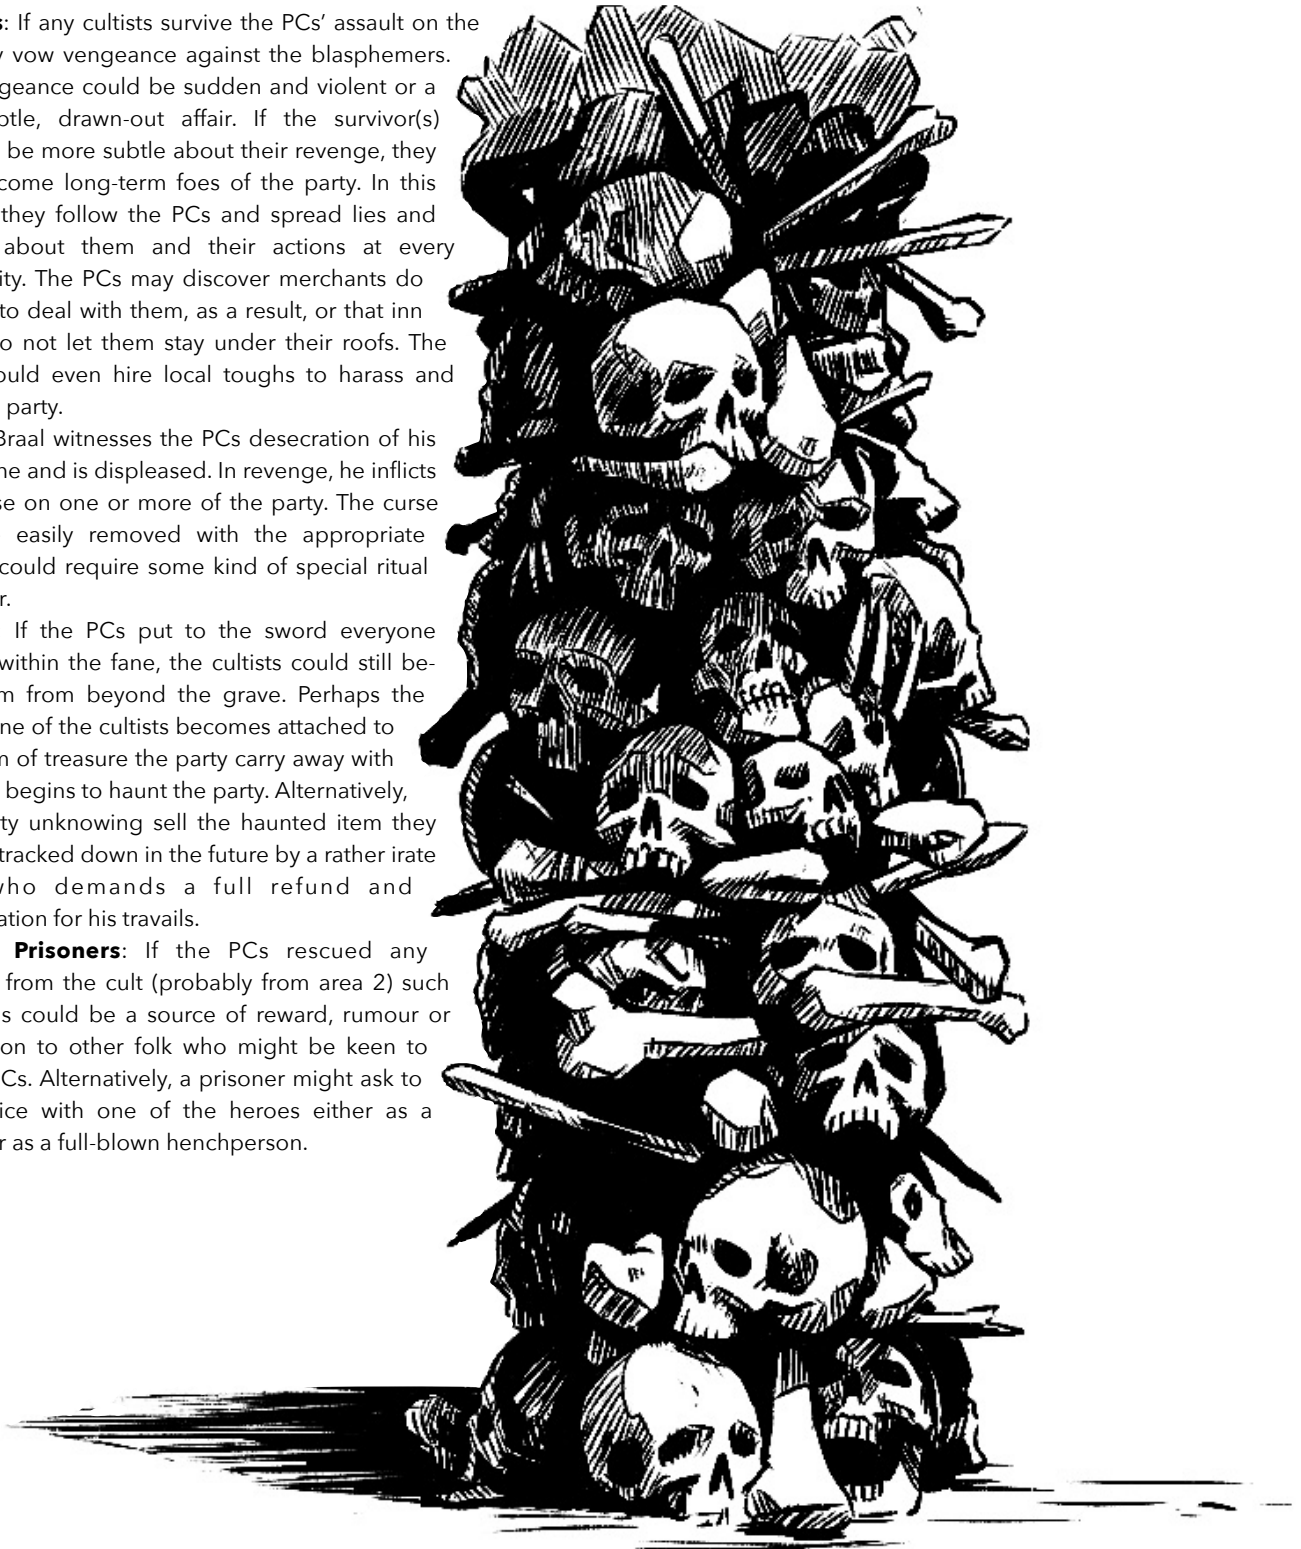 s: If any cultists survive the PCs’ assault on the
y vow vengeance against the blasphemers.
geance could be sudden and violent or a
btle, drawn-out affair. If the survivor(s)
be more subtle about their revenge, they
come long-term foes of the party. In this
they follow the PCs and spread lies and
about them and their actions at every
ity. The PCs may discover merchants do
to deal with them, as a result, or that inn
o not let them stay under their roofs. The
ould even hire local toughs to harass and
party.
Braal witnesses the PCs desecration of his
ne and is displeased. In revenge, he inflicts
se on one or more of the party. The curse
easily removed with the appropriate
could require some kind of special ritual
r.
If the PCs put to the sword everyone
within the fane, the cultists could still be-
m from beyond the grave. Perhaps the
ne of the cultists becomes attached to
m of treasure the party carry away with
begins to haunt the party. Alternatively,
ty unknowing sell the haunted item they
tracked down in the future by a rather irate
who demands a full refund and
ation for his travails.
Prisoners: If the PCs rescued any
from the cult (probably from area 2) such
s could be a source of reward, rumour or
on to other folk who might be keen to
Cs. Alternatively, a prisoner might ask to
ice with one of the heroes either as a
r as a full-blown henchperson.